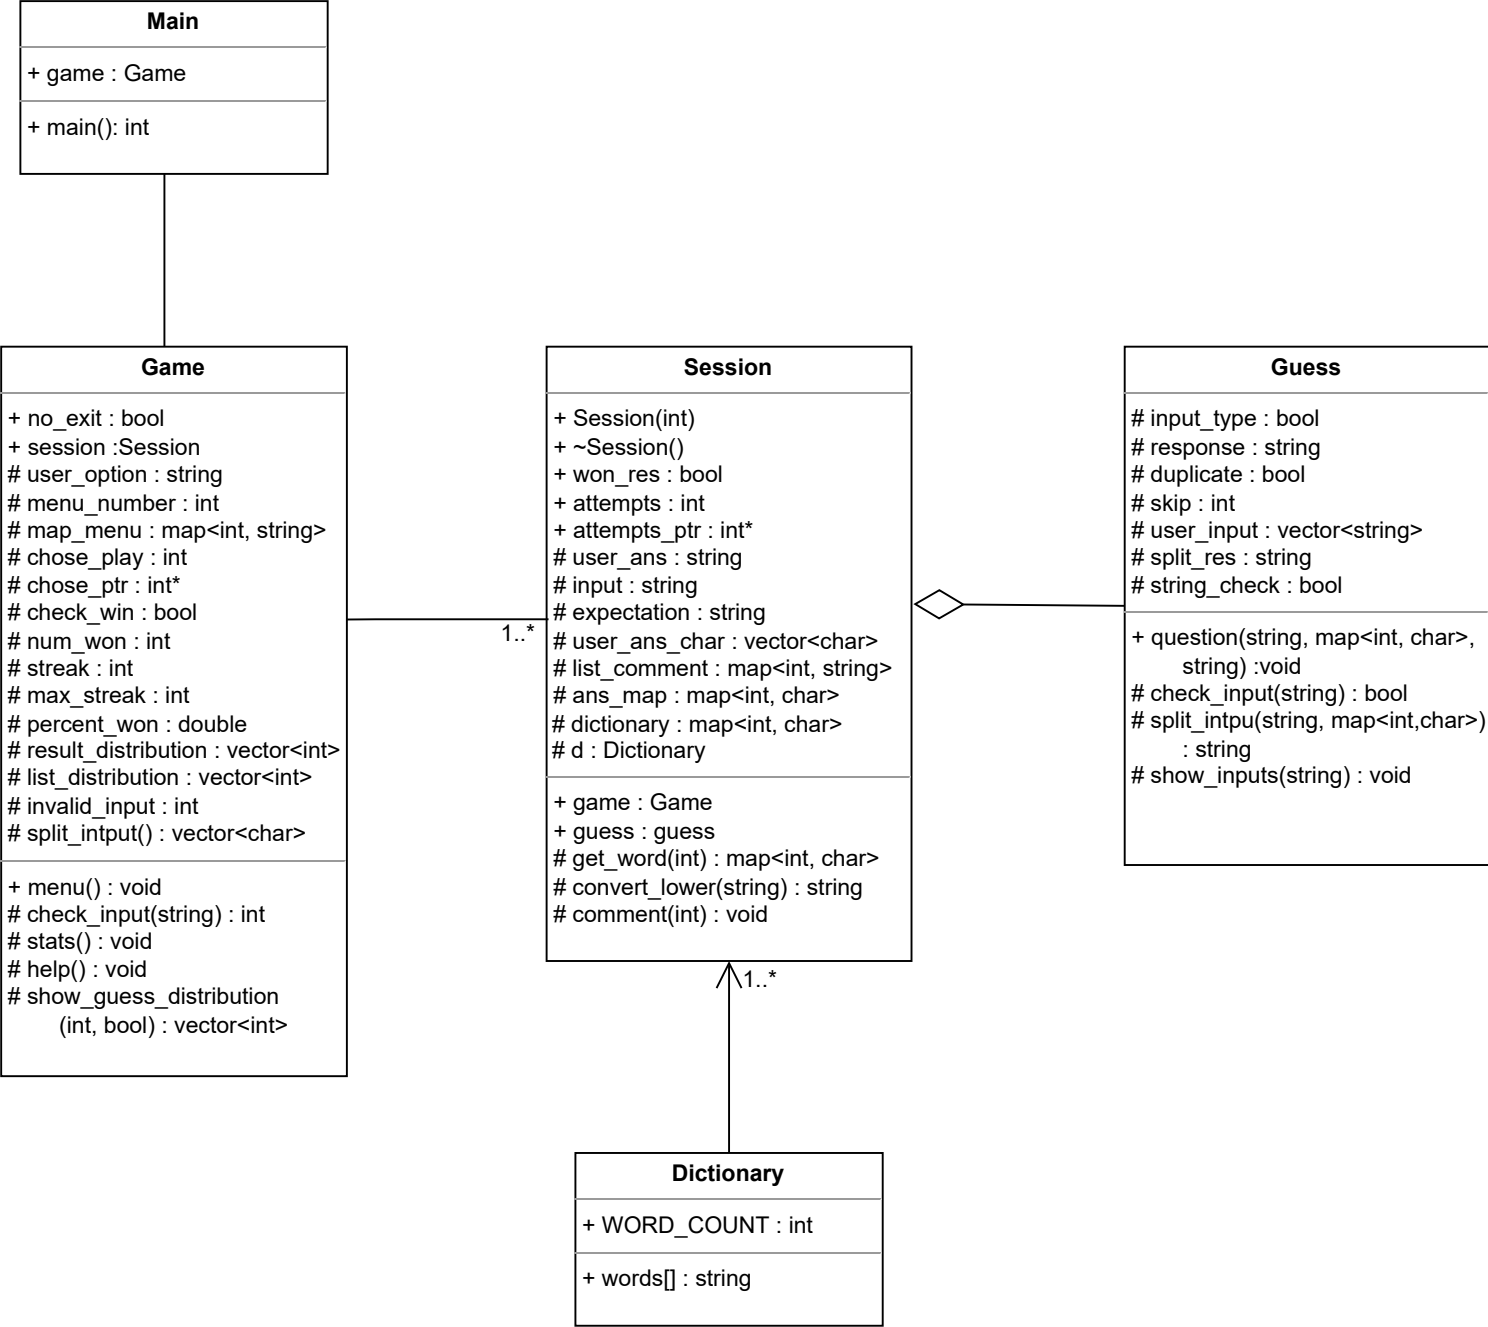 Main
+ game : Game
+ main(): int
Game
+ no_exit : bool
+ session :Session
# user_option : string
# menu_number : int
# map_menu : map<int, string>
# chose_play : int
# chose_ptr : int*
# check_win : bool
# num_won : int
# streak : int
# max_streak : int
# percent_won : double
# result_distribution : vector<int>
# list_distribution : vector<int>
# invalid_input : int
# split_intput() : vector<char>
+ menu() : void
# check_input(string) : int
# stats() : void
# help() : void
# show_guess_distribution
(int, bool) : vector<int>
1..*
Session
+ Session(int)
+ ~Session()
+ won_res : bool
+ attempts : int
+ attempts_ptr : int*
# user_ans : string
# input : string
# expectation : string
# user_ans_char : vector<char>
# list_comment : map<int, string>
# ans_map : map<int, char>
# dictionary : map<int, char>
# d : Dictionary
+ game : Game
+ guess : guess
# get_word(int) : map<int, char>
# convert_lower(string) : string
# comment(int) : void
Guess
# input_type : bool
# response : string
# duplicate : bool
# skip : int
# user_input : vector<string>
# split_res : string
# string_check : bool
+ question(string, map<int, char>,
string) :void
# check_input(string) : bool
# split_intpu(string, map<int,char>)
: string
# show_inputs(string) : void
1..*
Dictionary
+ WORD_COUNT : int
+ words[] : string